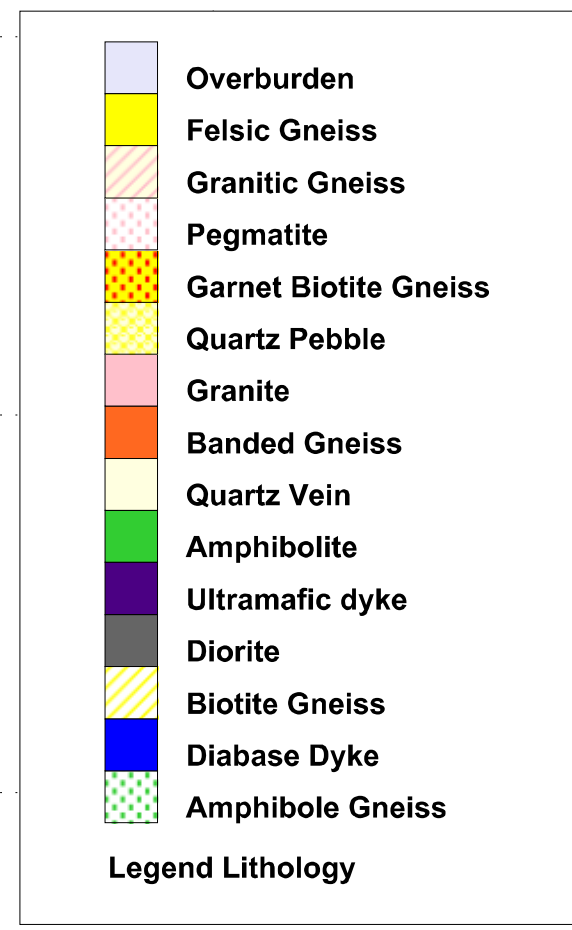 Overburden
Felsic Gneiss
Granitic Gneiss
Pegmatite
Garnet Biotite Gneiss
Quartz Pebble
Granite
Banded Gneiss
Quartz Vein
Amphibolite
Ultramafic dyke
Diorite
Biotite Gneiss
Diabase Dyke
Amphibole Gneiss
Legend Lithology